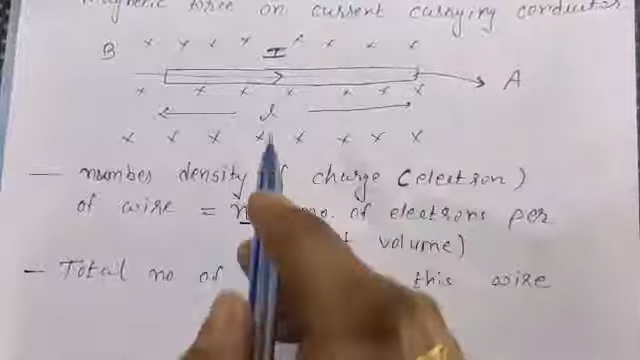 magnetic force on current carrying conductor
B x x x x I x x x x
A
x x x x x x x
l
x x x x x x x x
— number density of charge (electron)
of wire = n no. of electrons per
volume)
- Total no of this wire